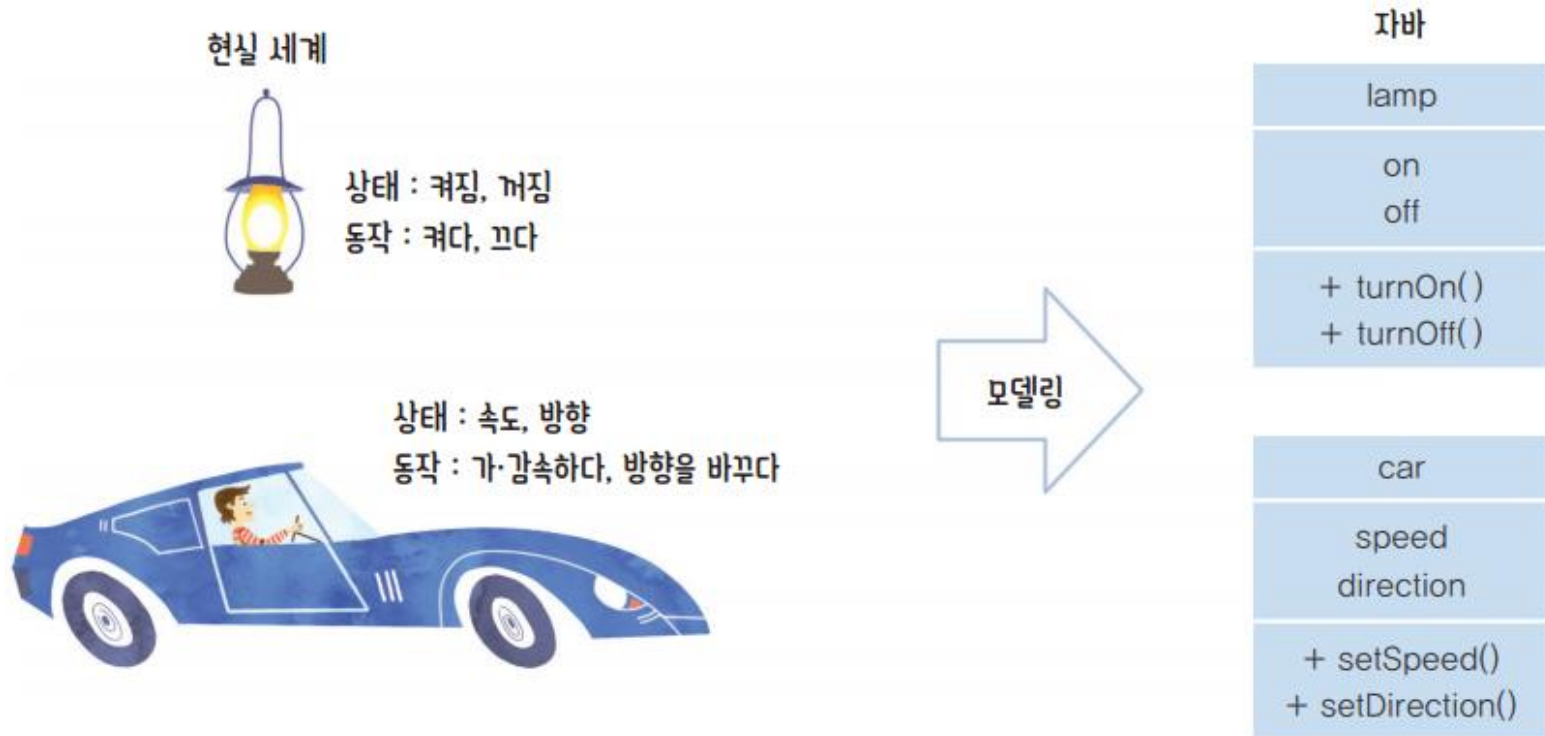 현실 세계
상태 : 켜짐, 꺼짐
동작 : 켜다, 끄다
상태 : 속도, 방향
동작 : 가·감속하다, 방향을 바꾸다
모델링
자바
lamp
on
off
+ turnOn( )
+ turnOff( )
car
speed
direction
+ setSpeed()
+ setDirection()